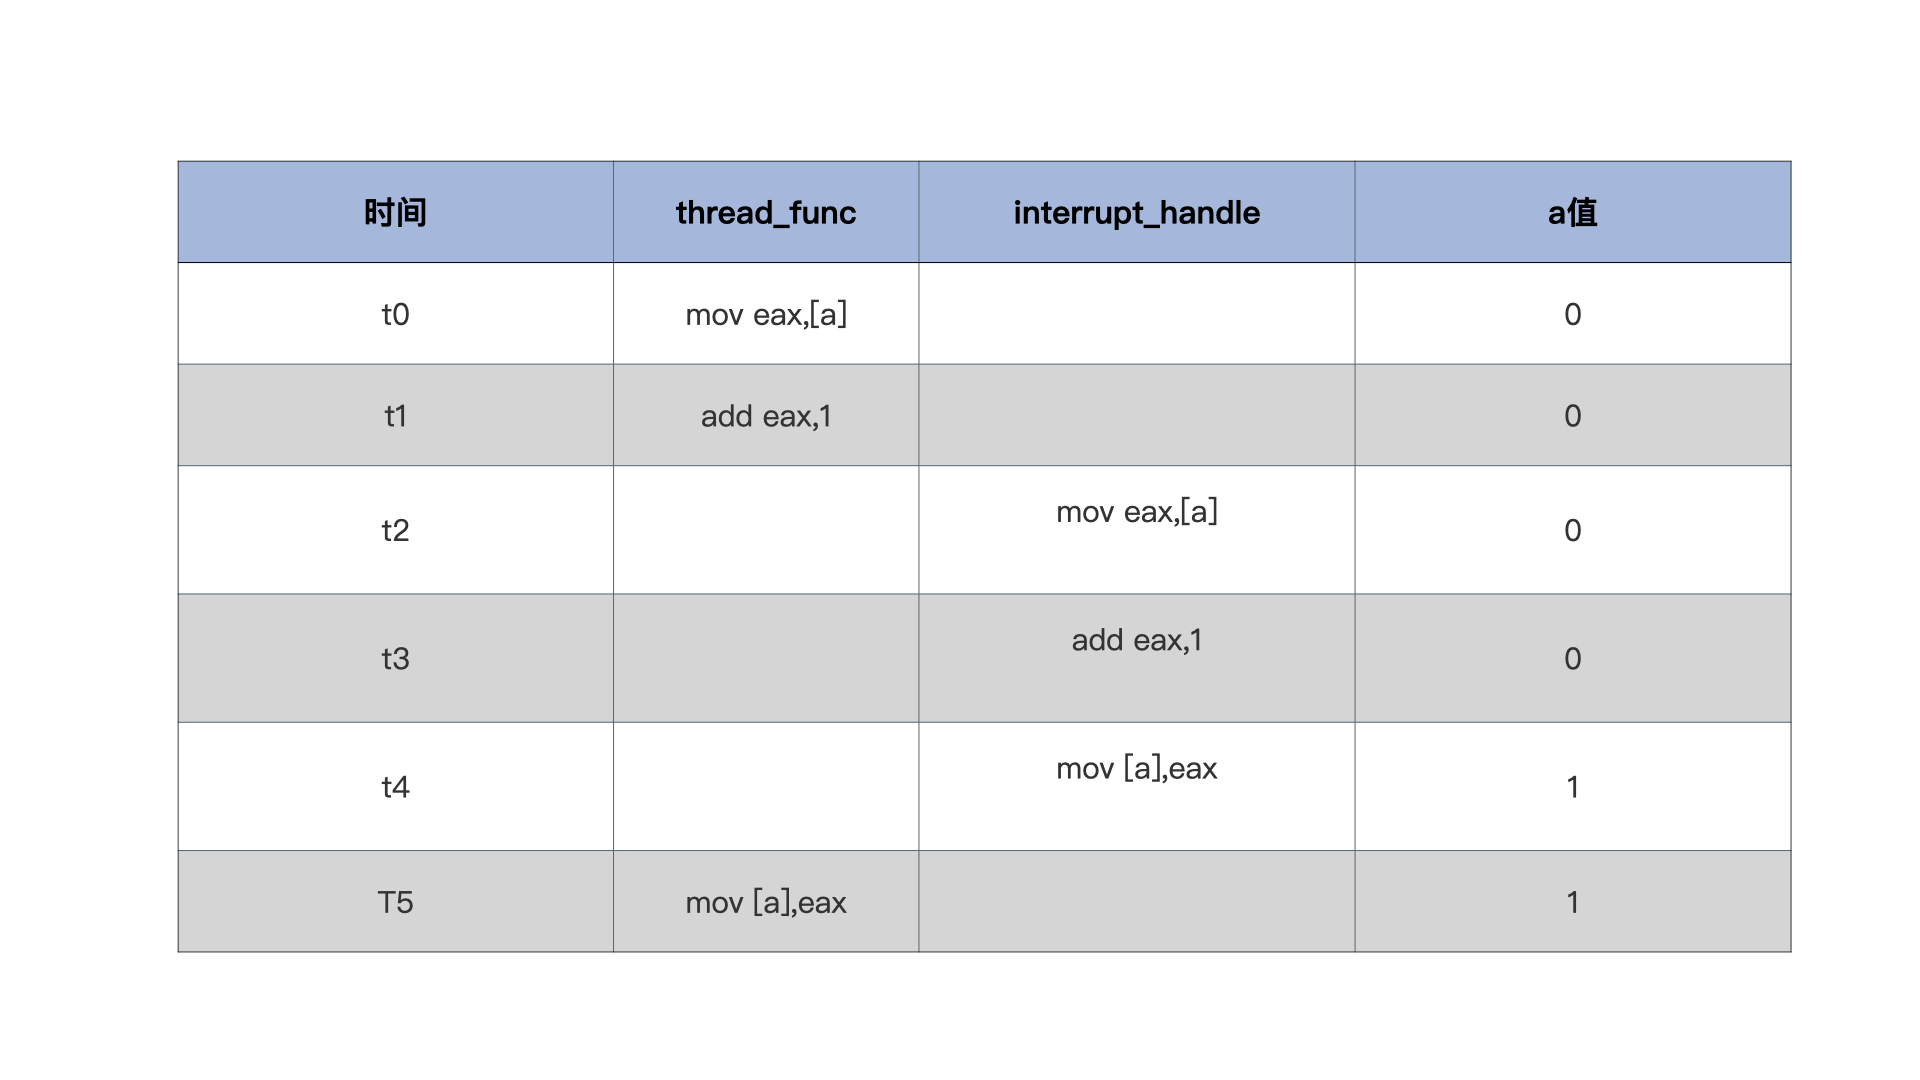 时间 thread_func interrupt_handle a值
t0 mov eax,[a] 0
t1 add eax,1 0
t2 mov eax,[a] 0
t3 add eax,1 0
t4 mov [a],eax 1
T5 mov [a],eax 1